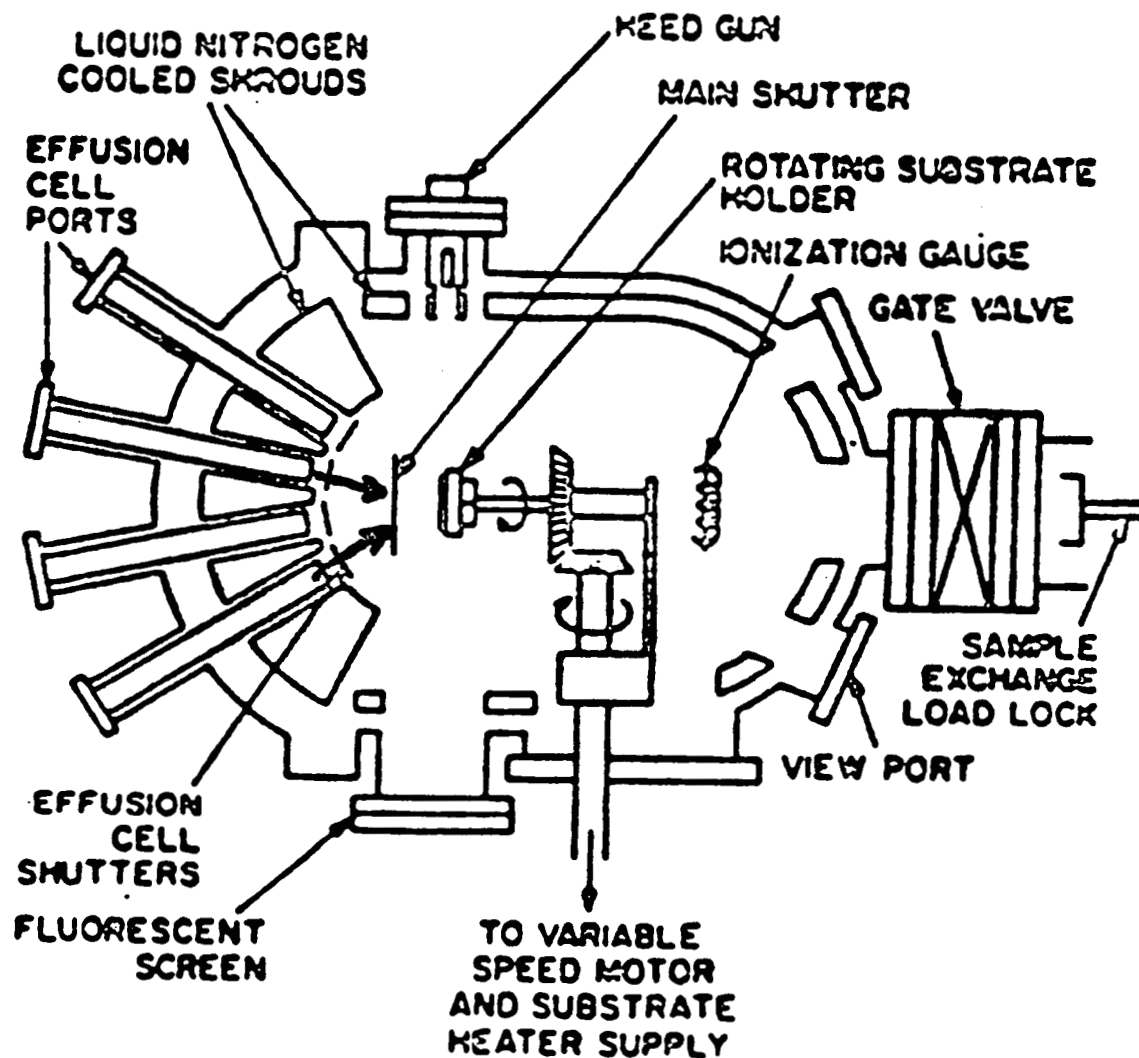 LIQUID NITROGEN
COOLED SHROUDS
HEED GUN
MAIN SHUTTER
EFFUSION
CELL
PORTS
ROTATING SUBSTRATE
HOLDER
IONIZATION GAUGE
GATE VALVE
SAMPLE
EXCHANGE
LOAD LOCK
VIEW PORT
EFFUSION
CELL
SHUTTERS
FLUORESCENT
SCREEN
TO VARIABLE
SPEED MOTOR
AND SUBSTRATE
HEATER SUPPLY